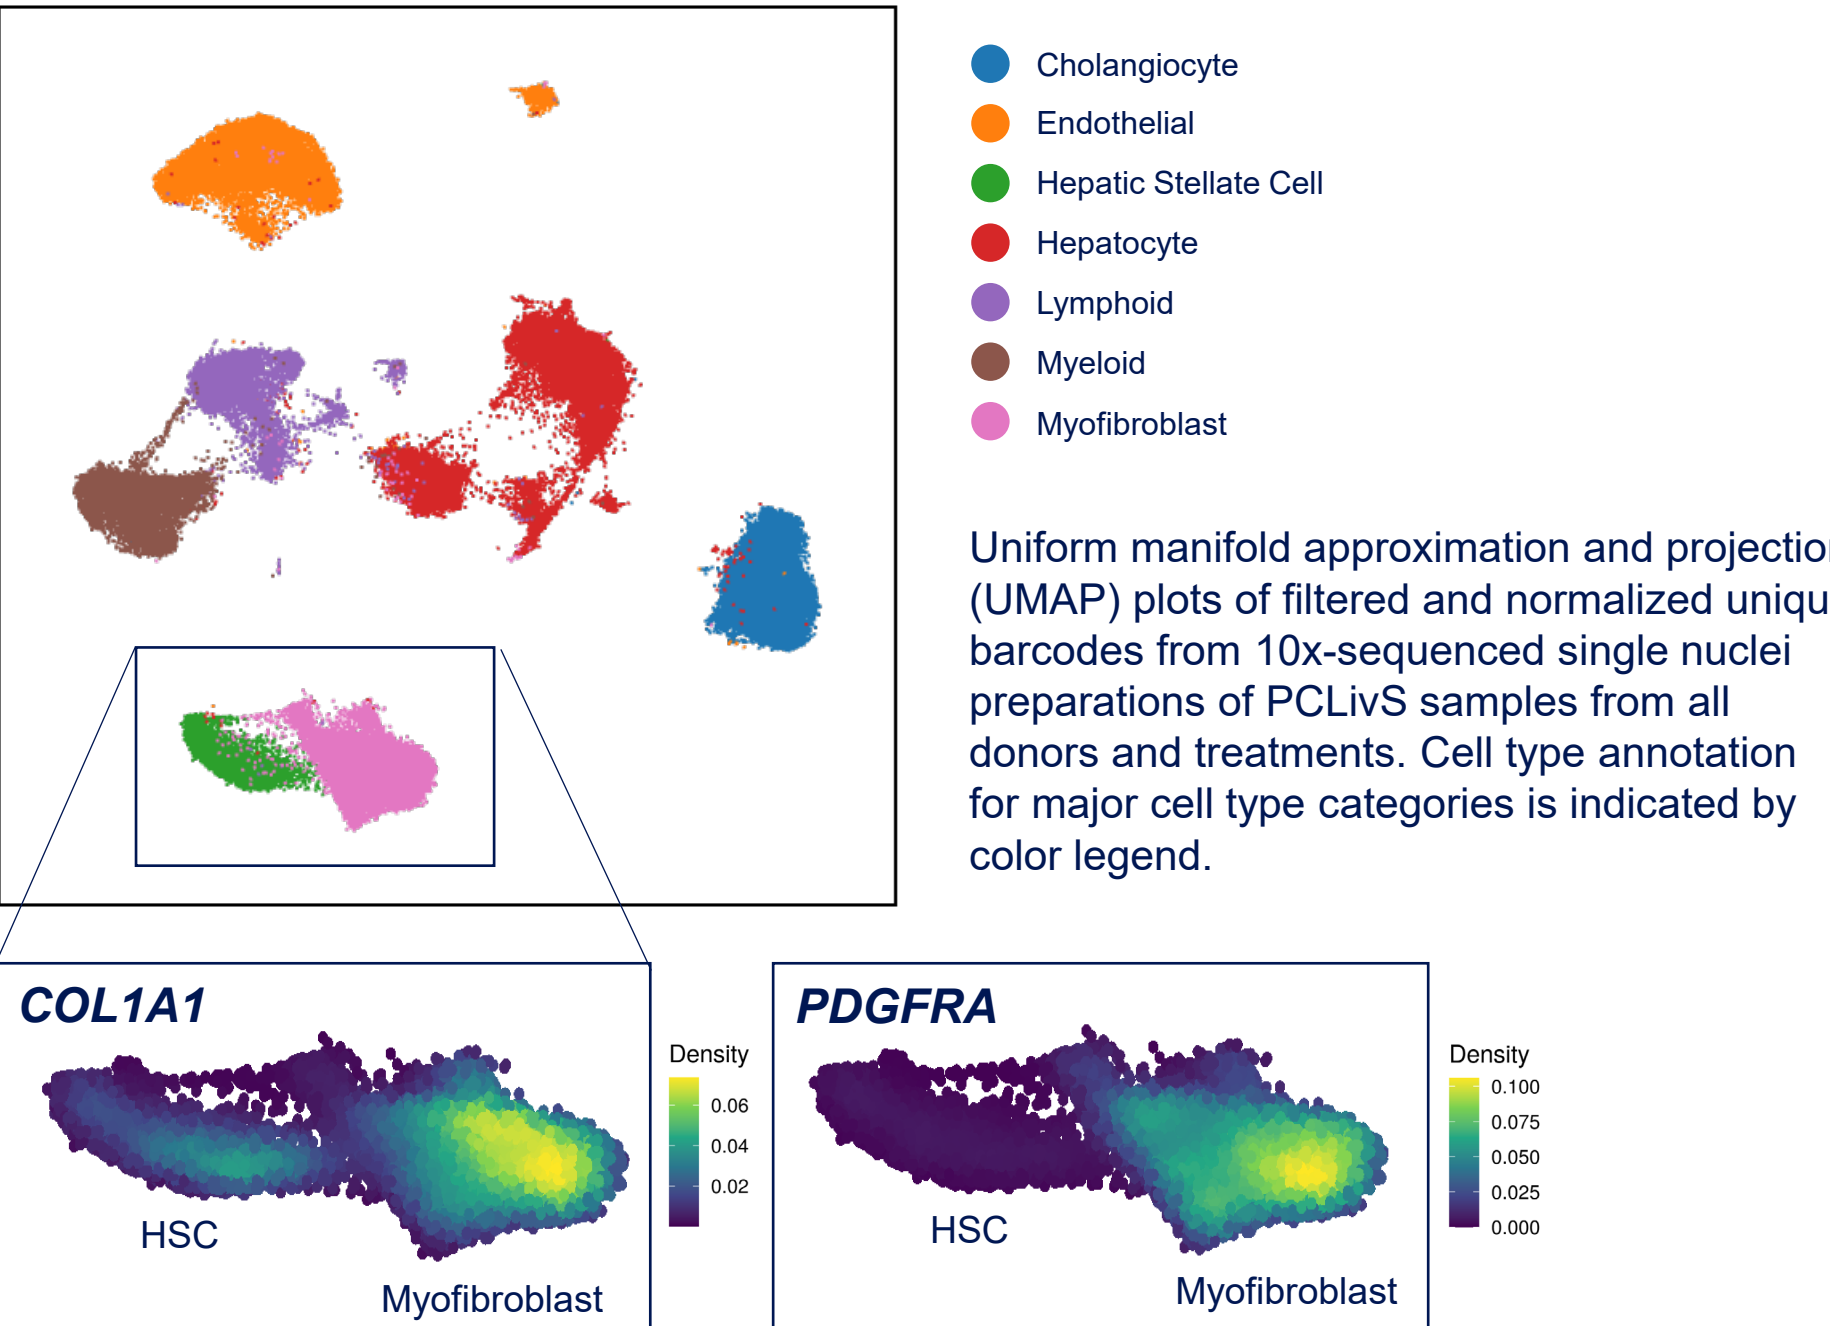 Cholangiocyte
Endothelial
Hepatic Stellate Cell
Hepatocyte
Lymphoid
Myeloid
Myofibroblast
Uniform manifold approximation and projection
(UMAP) plots of filtered and normalized uniqu
barcodes from 10x-sequenced single nuclei
preparations of PCLivS samples from all
donors and treatments. Cell type annotation
for major cell type categories is indicated by
color legend.
COL1A1
Density
0.06
0.04
0.02
HSC
Myofibroblast
PDGFRA
Density
0.100
0.075
0.050
0.025
0.000
HSC
Myofibroblast